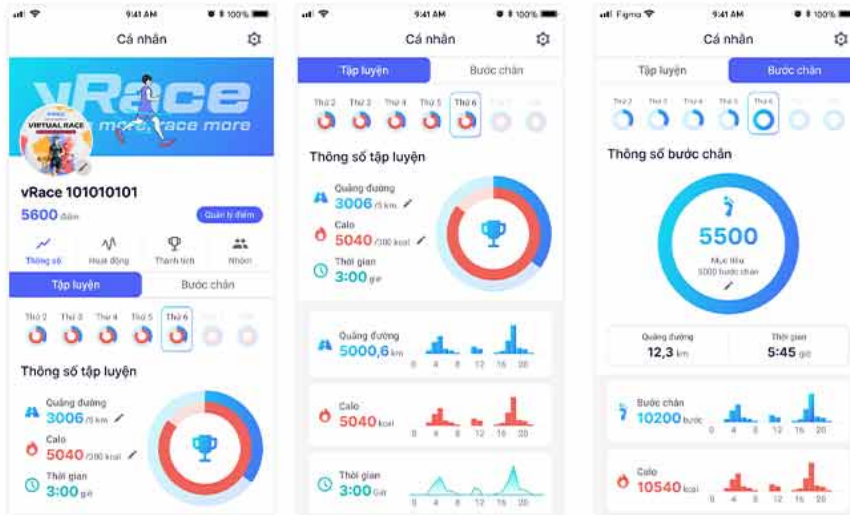 9:41 AM
100%
Cá nhân
vRace
more, race more
VIRTUAL RACE
vRace 101010101
5600 điểm
Quản lý điểm
Thông số
Hoạt động
Thành tích
Nhóm
Tập luyện
Bước chân
Thứ 2
Thứ 3
Thứ 4
Thứ 5
Thứ 6
Thông số tập luyện
Quãng đường
3006 /5 km
Calo
5040 /300 kcal
Thời gian
3:00 giờ
9:41 AM
100%
Cá nhân
Tập luyện
Bước chân
Thứ 2
Thứ 3
Thứ 4
Thứ 5
Thứ 6
Thông số tập luyện
Quãng đường
3006 /5 km
Calo
5040 /300 kcal
Thời gian
3:00 giờ
Quãng đường
5000,6 km
0 4 8 12 16 20
Calo
5040 kcal
0 4 8 12 16 20
Thời gian
3:00 Giờ
0 4 8 12 16 20
Figma
9:41 AM
100%
Cá nhân
Tập luyện
Bước chân
Thứ 2
Thứ 3
Thứ 4
Thứ 5
Thứ 6
Thông số bước chân
5500
Mục tiêu
5000 bước chân
Quãng đường
12,3 km
Thời gian
5:45 giờ
Bước chân
10200 bước
0 4 8 12 16 20
Calo
10540 kcal
0 4 8 12 16 20